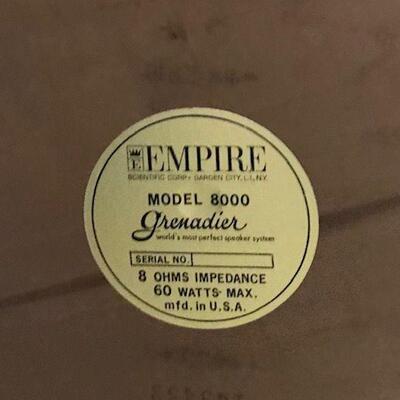 E EMPIRE
SCIENTIFIC CORP. GARDEN CITY, L.I., N.Y.
MODEL 8000
Grenadier
world's most perfect speaker system
SERIAL NO.
8 OHMS IMPEDANCE
60 WATTS MAX.
mfd. in U.S.A.